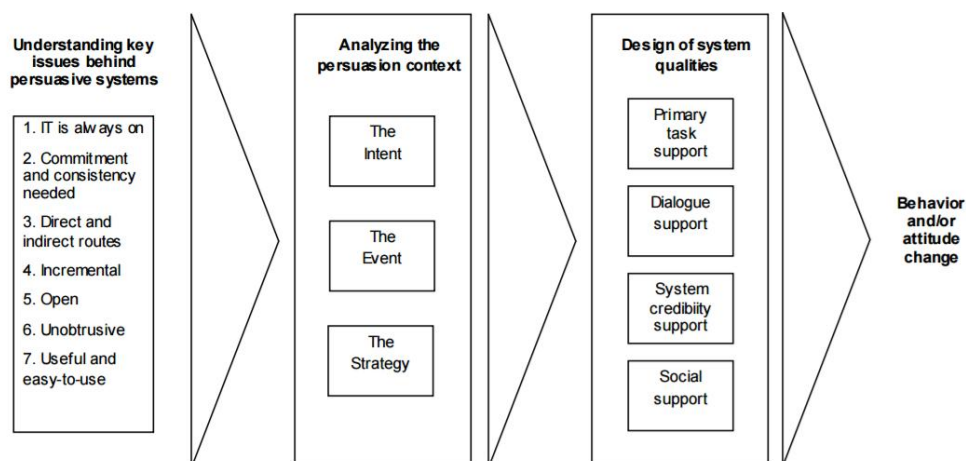 Understanding key
issues behind
persuasive systems
1. IT is always on
2. Commitment
and consistency
needed
3. Direct and
indirect routes
4. Incremental
5. Open
6. Unobtrusive
7. Useful and
easy-to-use
Analyzing the
persuasion context
The
Intent
The
Event
The
Strategy
Design of system
qualities
Primary
task
support
Dialogue
support
System
credibiity
support
Social
support
Behavior
and/or
attitude
change